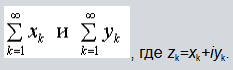 ∑_{k=1}^{∞} x_k и ∑_{k=1}^{∞} y_k, где z_k=x_k+iy_k.